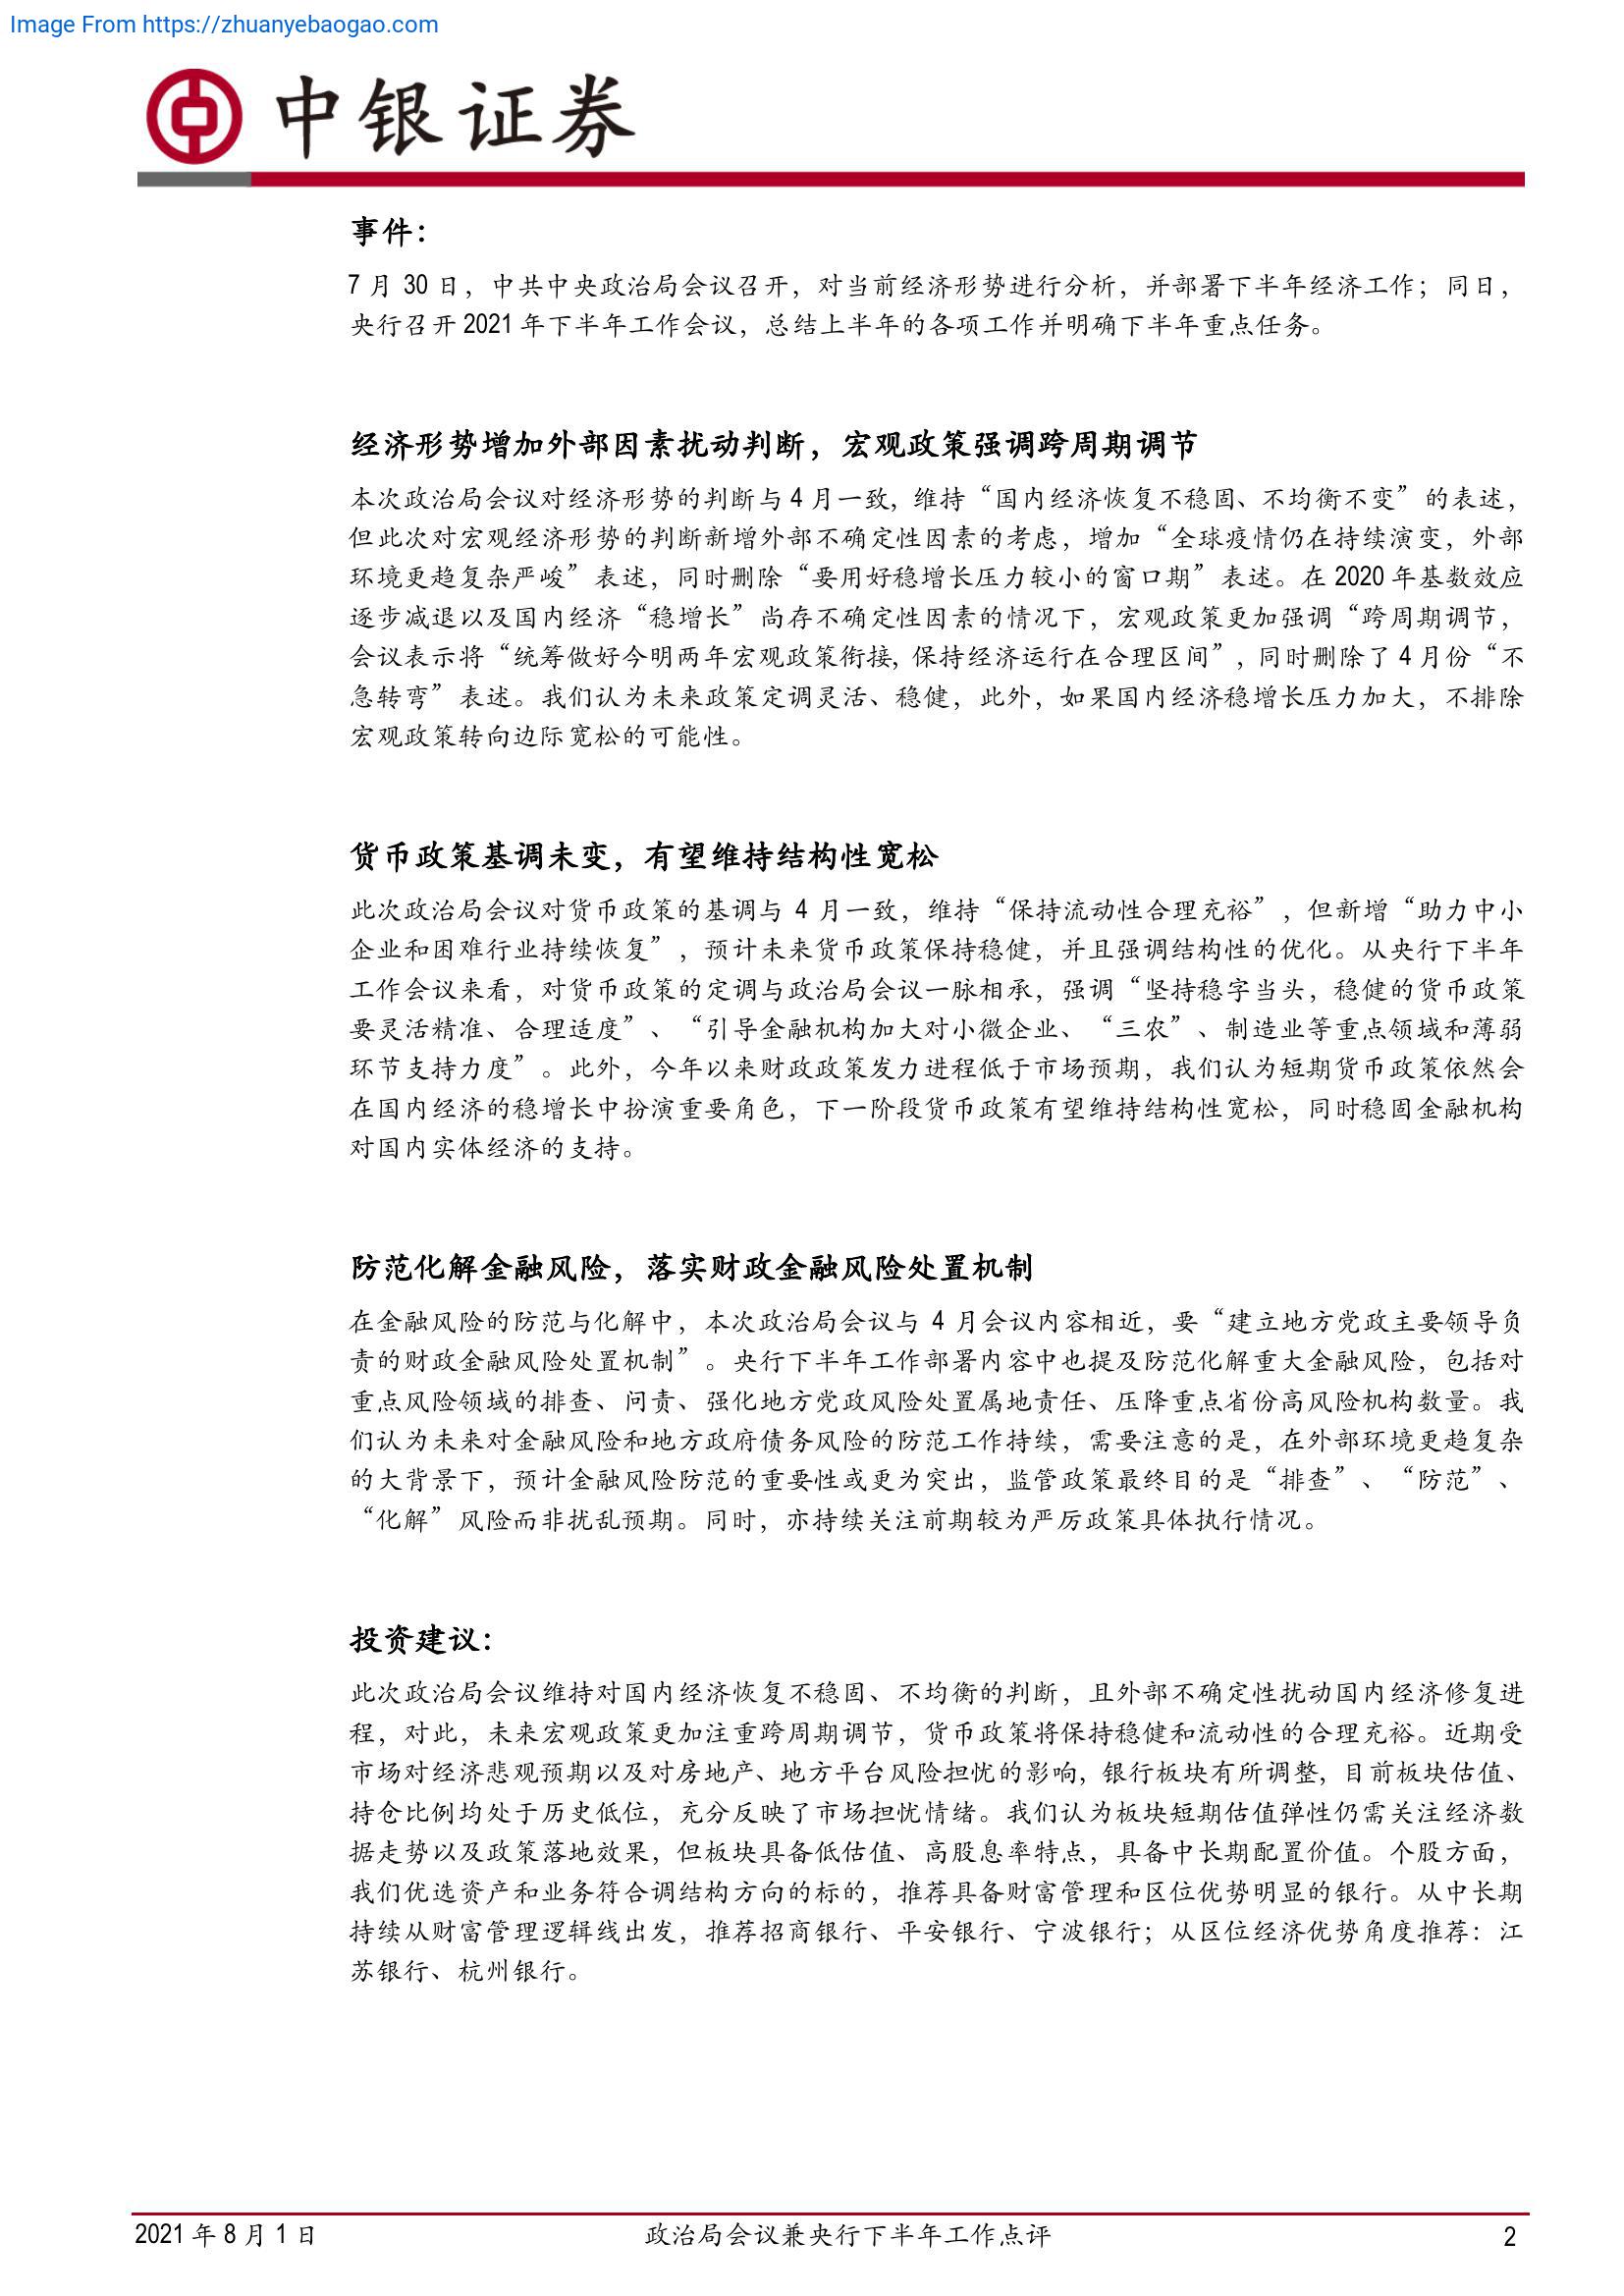 Image From https://zhuanyebaogao.com
中银证券
事件：
7 月 30 日，中共中央政治局会议召开，对当前经济形势进行分析，并部署下半年经济工作；同日，
央行召开 2021 年下半年工作会议，总结上半年的各项工作并明确下半年重点任务。
经济形势增加外部因素扰动判断，宏观政策强调跨周期调节
本次政治局会议对经济形势的判断与 4 月一致，维持“国内经济恢复不稳固、不均衡不变”的表述，
但此次对宏观经济形势的判断新增外部不确定性因素的考虑，增加“全球疫情仍在持续演变，外部
环境更趋复杂严峻”表述，同时删除“要用好稳增长压力较小的窗口期”表述。在 2020 年基数效应
逐步减退以及国内经济“稳增长”尚存不确定性因素的情况下，宏观政策更加强调“跨周期调节，
会议表示将“统筹做好今明两年宏观政策衔接，保持经济运行在合理区间”，同时删除了 4 月份“不
急转弯”表述。我们认为未来政策定调灵活、稳健，此外，如果国内经济稳增长压力加大，不排除
宏观政策转向边际宽松的可能性。
货币政策基调未变，有望维持结构性宽松
此次政治局会议对货币政策的基调与 4 月一致，维持“保持流动性合理充裕”，但新增“助力中小
企业和困难行业持续恢复”，预计未来货币政策保持稳健，并且强调结构性的优化。从央行下半年
工作会议来看，对货币政策的定调与政治局会议一脉相承，强调“坚持稳字当头，稳健的货币政策
要灵活精准、合理适度”、“引导金融机构加大对小微企业、“三农”、制造业等重点领域和薄弱
环节支持力度”。此外，今年以来财政政策发力进程低于市场预期，我们认为短期货币政策依然会
在国内经济的稳增长中扮演重要角色，下一阶段货币政策有望维持结构性宽松，同时稳固金融机构
对国内实体经济的支持。
防范化解金融风险，落实财政金融风险处置机制
在金融风险的防范与化解中，本次政治局会议与 4 月会议内容相近，要“建立地方党政主要领导负
责的财政金融风险处置机制”。央行下半年工作部署内容中也提及防范化解重大金融风险，包括对
重点风险领域的排查、问责、强化地方党政风险处置属地责任、压降重点省份高风险机构数量。我
们认为未来对金融风险和地方政府债务风险的防范工作持续，需要注意的是，在外部环境更趋复杂
的大背景下，预计金融风险防范的重要性或更为突出，监管政策最终目的是“排查”、“防范”、
“化解”风险而非扰乱预期。同时，亦持续关注前期较为严厉政策具体执行情况。
投资建议：
此次政治局会议维持对国内经济恢复不稳固、不均衡的判断，且外部不确定性扰动国内经济修复进
程，对此，未来宏观政策更加注重跨周期调节，货币政策将保持稳健和流动性的合理充裕。近期受
市场对经济悲观预期以及对房地产、地方平台风险担忧的影响，银行板块有所调整，目前板块估值、
持仓比例均处于历史低位，充分反映了市场担忧情绪。我们认为板块短期估值弹性仍需关注经济数
据走势以及政策落地效果，但板块具备低估值、高股息率特点，具备中长期配置价值。个股方面，
我们优选资产和业务符合调结构方向的标的，推荐具备财富管理和区位优势明显的银行。从中长期
持续从财富管理逻辑线出发，推荐招商银行、平安银行、宁波银行；从区位经济优势角度推荐：江
苏银行、杭州银行。
2021 年 8 月 1 日
政治局会议兼央行下半年工作点评
2